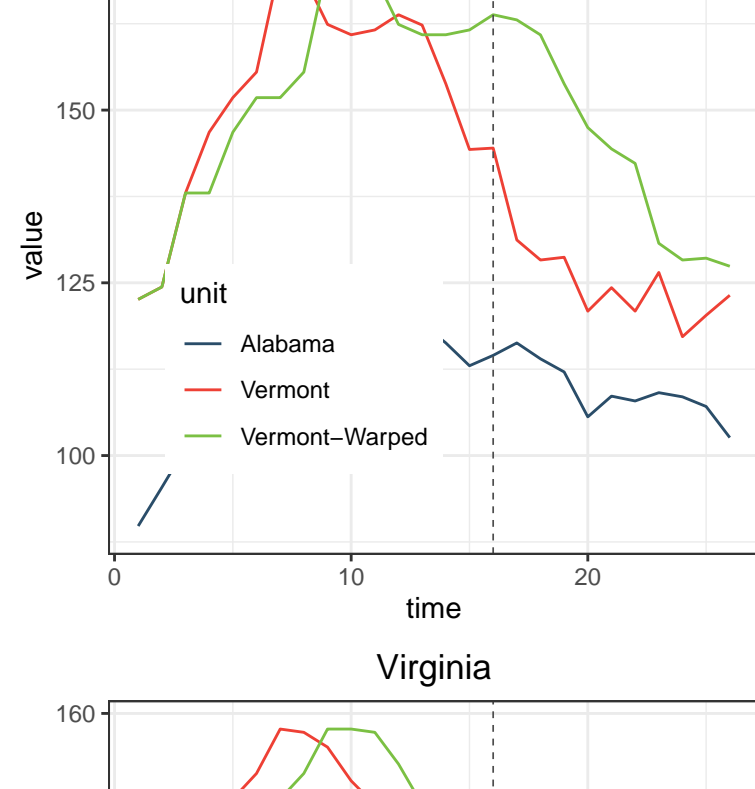 150
125
100
value
unit
Alabama
Vermont
Vermont−Warped
0 10 20
time
Virginia
160